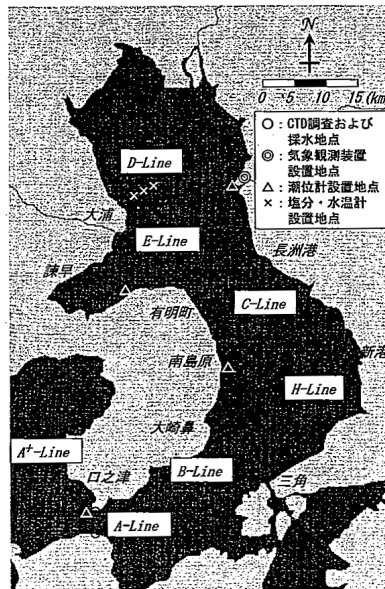 N
0 5 10 15(km)
○：CTD調査および
採水地点
◎：気象観測装置
設置地点
△：潮位計設置地点
×：塩分・水温計
設置地点
D-Line
大浦
E-Line
長洲港
諫早
C-Line
有明町
新港
南島原
H-Line
大崎鼻
A⁺-Line
B-Line
口之津
三角
A-Line